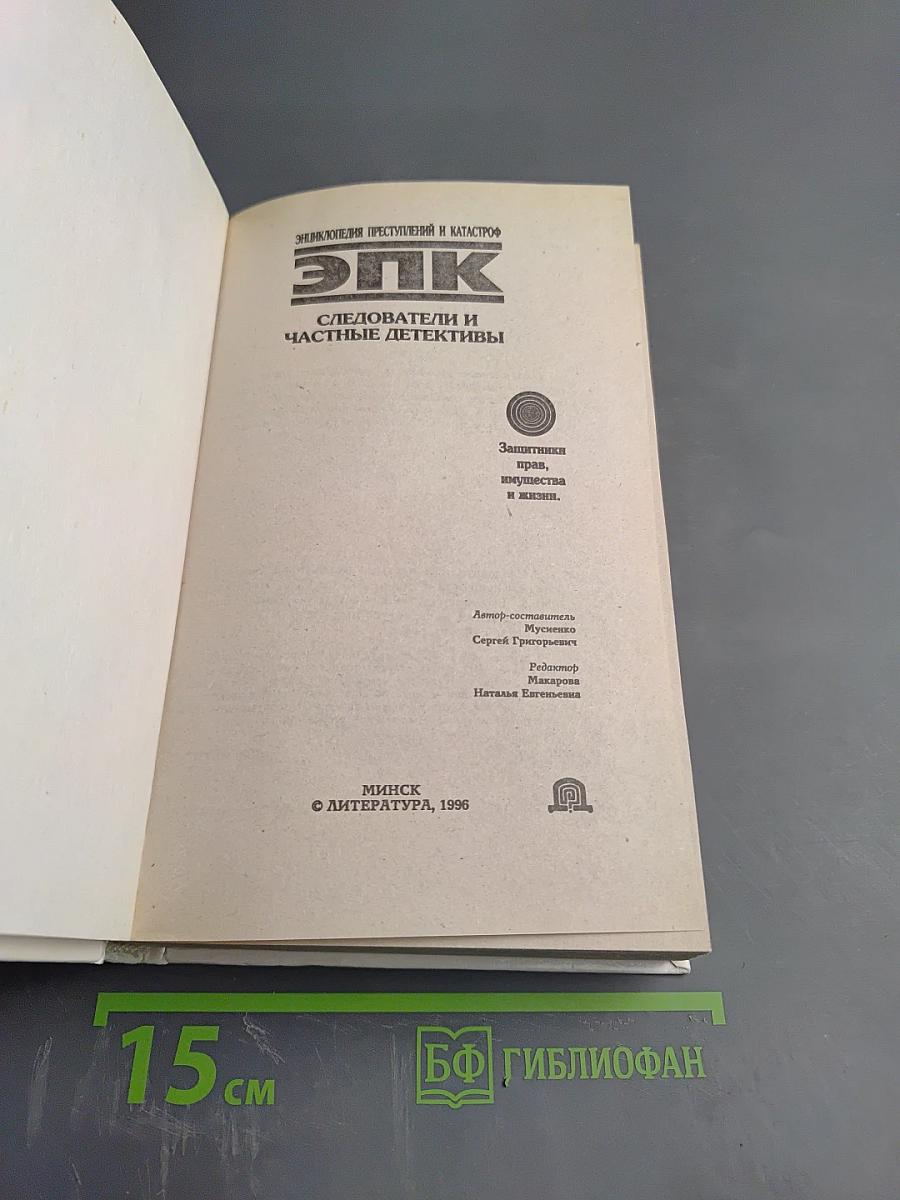 ЭНЦИКЛОПЕДИЯ ПРЕСТУПЛЕНИЙ И КАТАСТРОФ
ЭПК
СЛЕДОВАТЕЛИ И
ЧАСТНЫЕ ДЕТЕКТИВЫ
Защитники
прав,
имущества
и жизни.
Автор-составитель
Мусиенко
Сергей Григорьевич
Редактор
Макарова
Наталья Евгеньевна
МИНСК
© ЛИТЕРАТУРА, 1996
15 см
БФ ГИБЛИОФАН